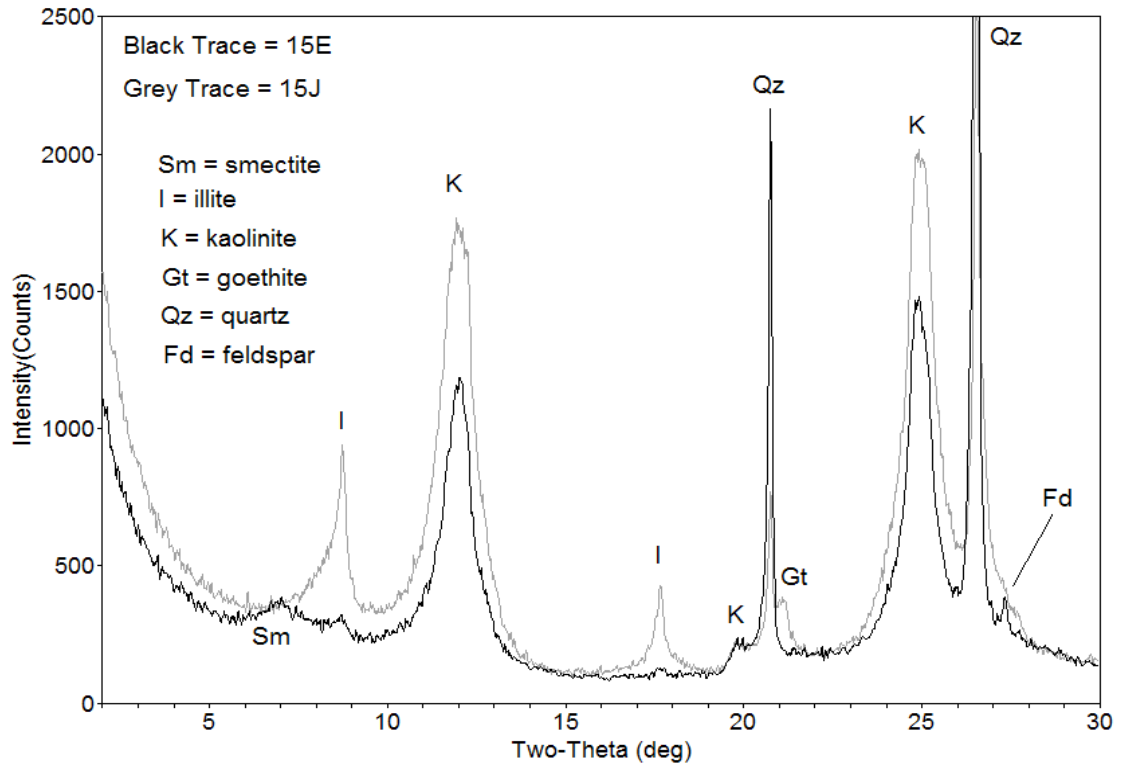 2500
2000
1500
1000
500
0
Intensity(Counts)
Black Trace = 15E
Grey Trace = 15J
Sm = smectite
I = illite
K = kaolinite
Gt = goethite
Qz = quartz
Fd = feldspar
Sm
I
K
I
K
Qz
Gt
K
Qz
Fd
5
10
15
20
25
30
Two-Theta (deg)